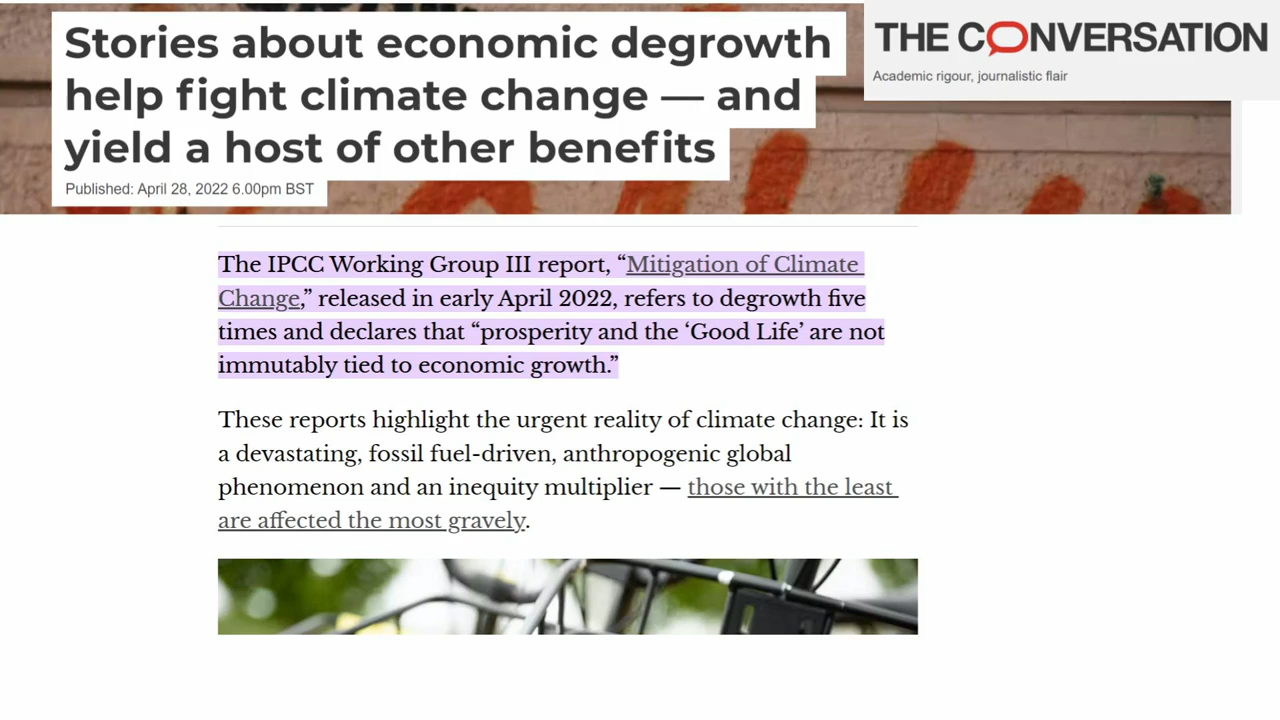 Stories about economic degrowth
help fight climate change — and
yield a host of other benefits
Published: April 28, 2022 6.00pm BST
THE CONVERSATION
Academic rigour, journalistic flair
The IPCC Working Group III report, “Mitigation of Climate
Change,” released in early April 2022, refers to degrowth five
times and declares that “prosperity and the ‘Good Life’ are not
immutably tied to economic growth.”
These reports highlight the urgent reality of climate change: It is
a devastating, fossil fuel-driven, anthropogenic global
phenomenon and an inequity multiplier — those with the least
are affected the most gravely.